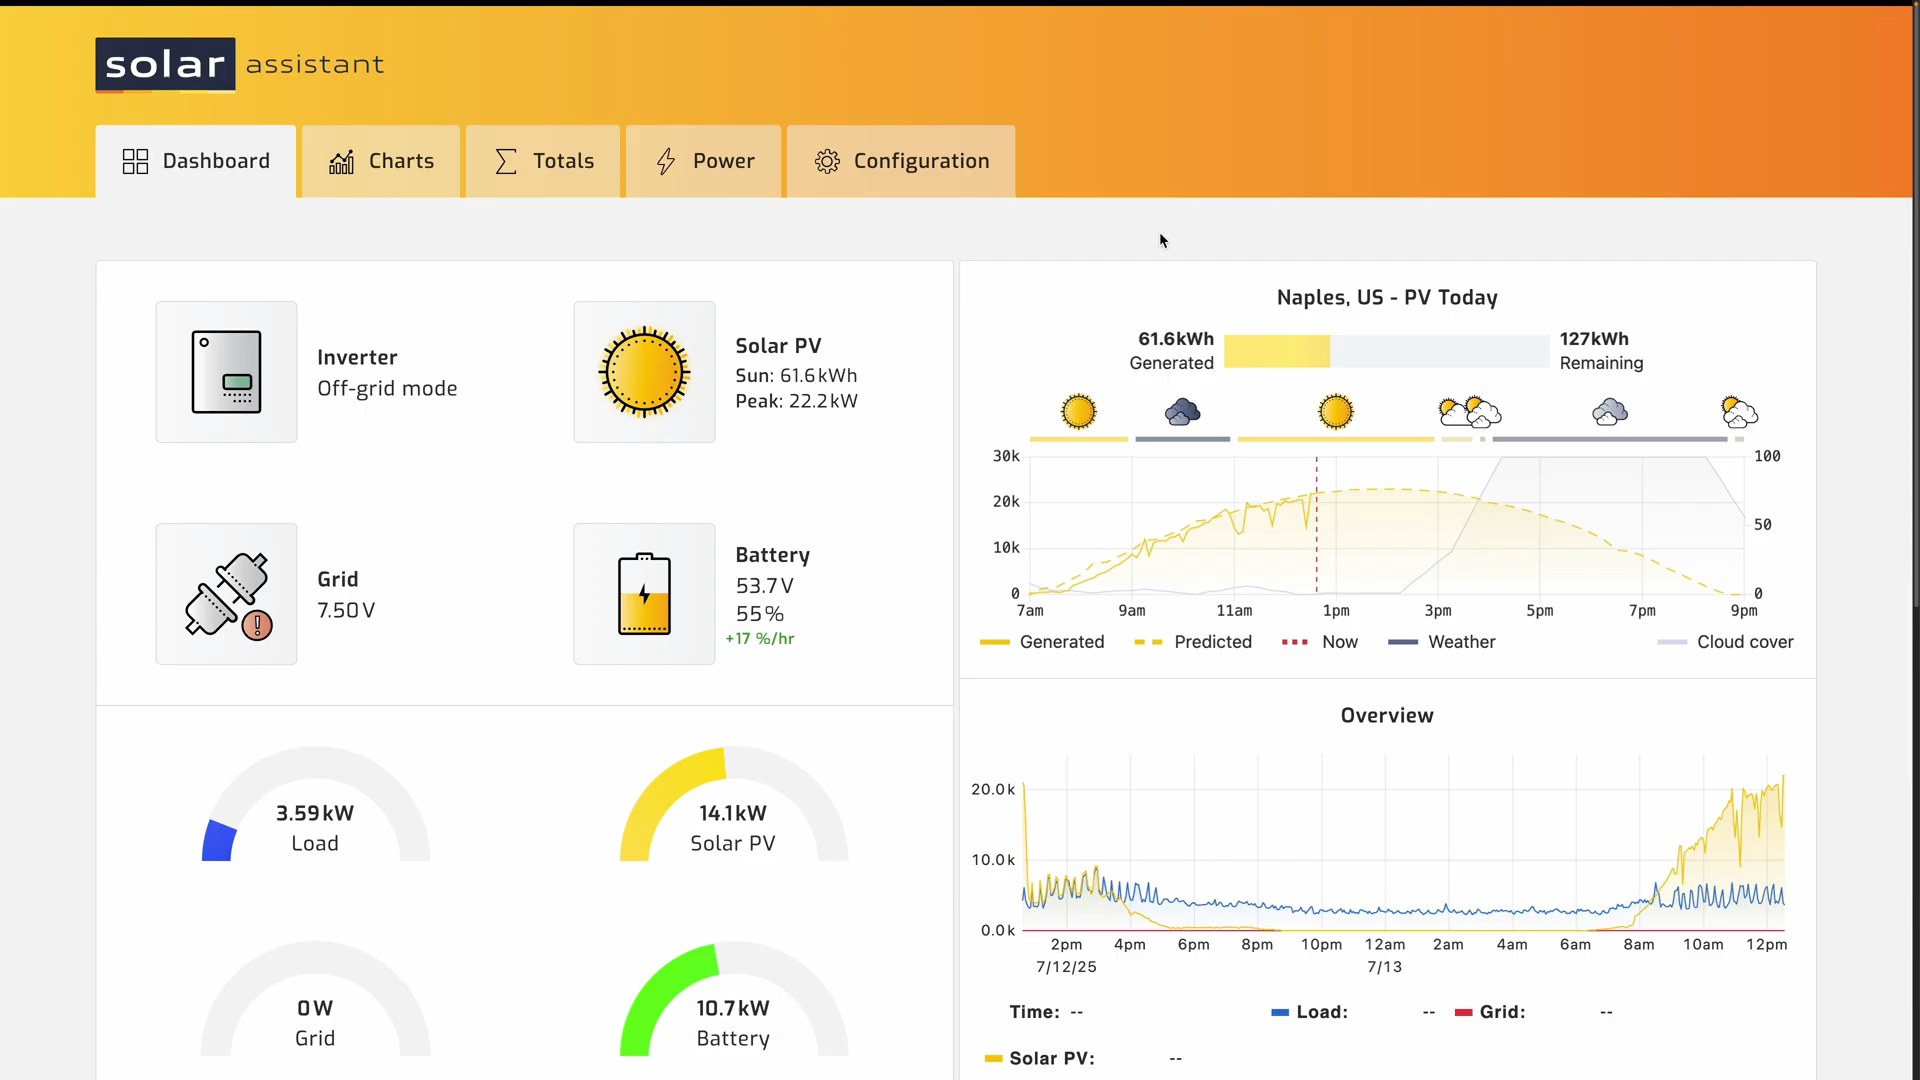 solar assistant
Dashboard
Charts
Totals
Power
Configuration
Inverter
Off-grid mode
Solar PV
Sun: 61.6kWh
Peak: 22.2kW
Grid
7.50V
Battery
53.7V
55%
+17 %/hr
3.59kW
Load
14.1kW
Solar PV
0W
Grid
10.7kW
Battery
Naples, US - PV Today
61.6kWh
Generated
127kWh
Remaining
30k
20k
10k
0
100
50
0
7am 9am 11am 1pm 3pm 5pm 7pm 9pm
Generated Predicted Now Weather Cloud cover
Overview
20.0k
10.0k
0.0k
2pm 4pm 6pm 8pm 10pm 12am 2am 4am 6am 8am 10am 12pm
7/12/25 7/13
Time: -- Load: -- Grid: --
Solar PV: --